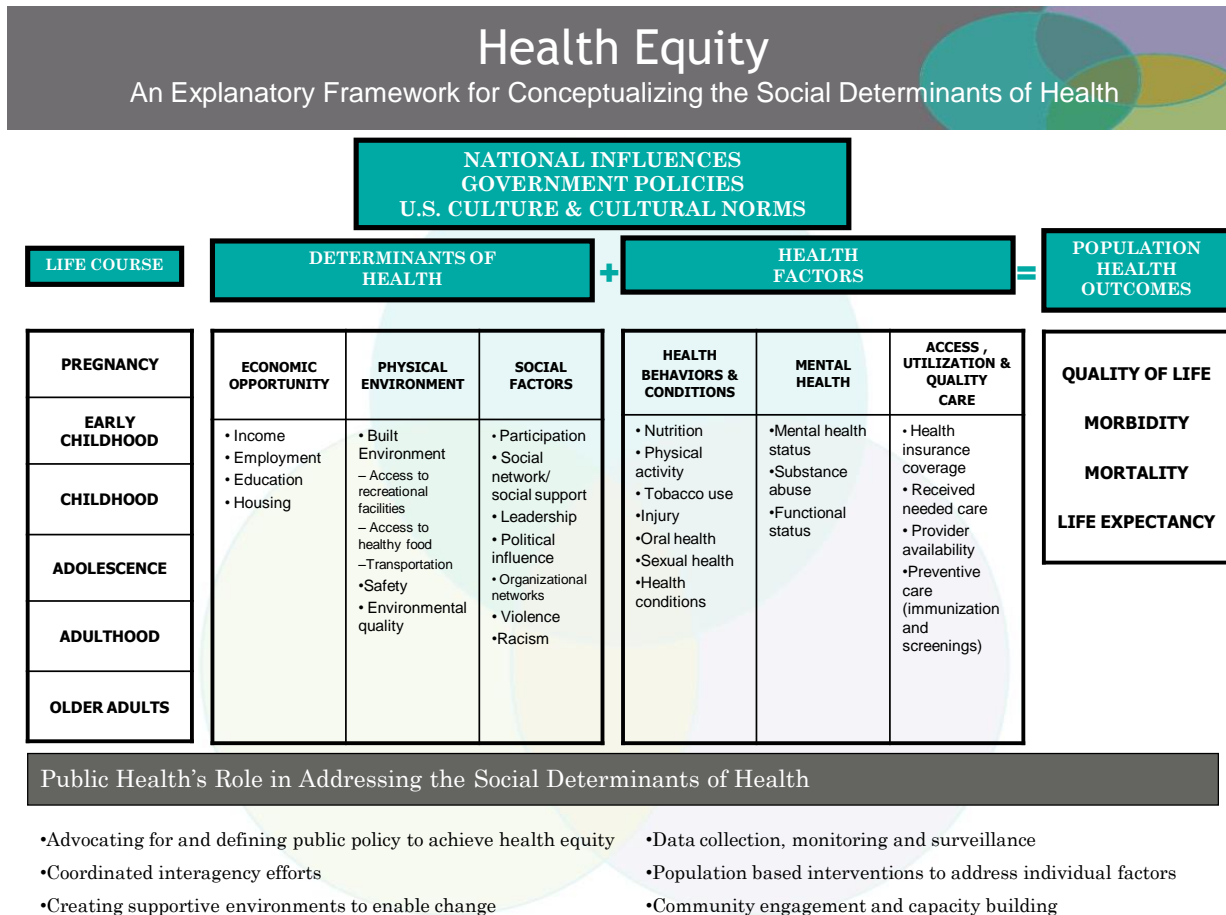 Health Equity
An Explanatory Framework for Conceptualizing the Social Determinants of Health
NATIONAL INFLUENCES
GOVERNMENT POLICIES
U.S. CULTURE & CULTURAL NORMS
LIFE COURSE
DETERMINANTS OF
HEALTH
+
HEALTH
FACTORS
=
POPULATION
HEALTH
OUTCOMES
PREGNANCY
EARLY
CHILDHOOD
CHILDHOOD
ADOLESCENCE
ADULTHOOD
OLDER ADULTS
ECONOMIC
OPPORTUNITY
• Income
• Employment
• Education
• Housing
PHYSICAL
ENVIRONMENT
• Built
Environment
– Access to
recreational
facilities
– Access to
healthy food
–Transportation
•Safety
• Environmental
quality
SOCIAL
FACTORS
• Participation
• Social
network/
social support
• Leadership
• Political
influence
• Organizational
networks
• Violence
•Racism
HEALTH
BEHAVIORS &
CONDITIONS
• Nutrition
• Physical
activity
• Tobacco use
•Injury
•Oral health
•Sexual health
•Health
conditions
MENTAL
HEALTH
•Mental health
status
•Substance
abuse
•Functional
status
ACCESS ,
UTILIZATION &
QUALITY
CARE
• Health
insurance
coverage
• Received
needed care
• Provider
availability
•Preventive
care
(immunization
and
screenings)
QUALITY OF LIFE
MORBIDITY
MORTALITY
LIFE EXPECTANCY
Public Health’s Role in Addressing the Social Determinants of Health
•Advocating for and defining public policy to achieve health equity
•Coordinated interagency efforts
•Creating supportive environments to enable change
•Data collection, monitoring and surveillance
•Population based interventions to address individual factors
•Community engagement and capacity building